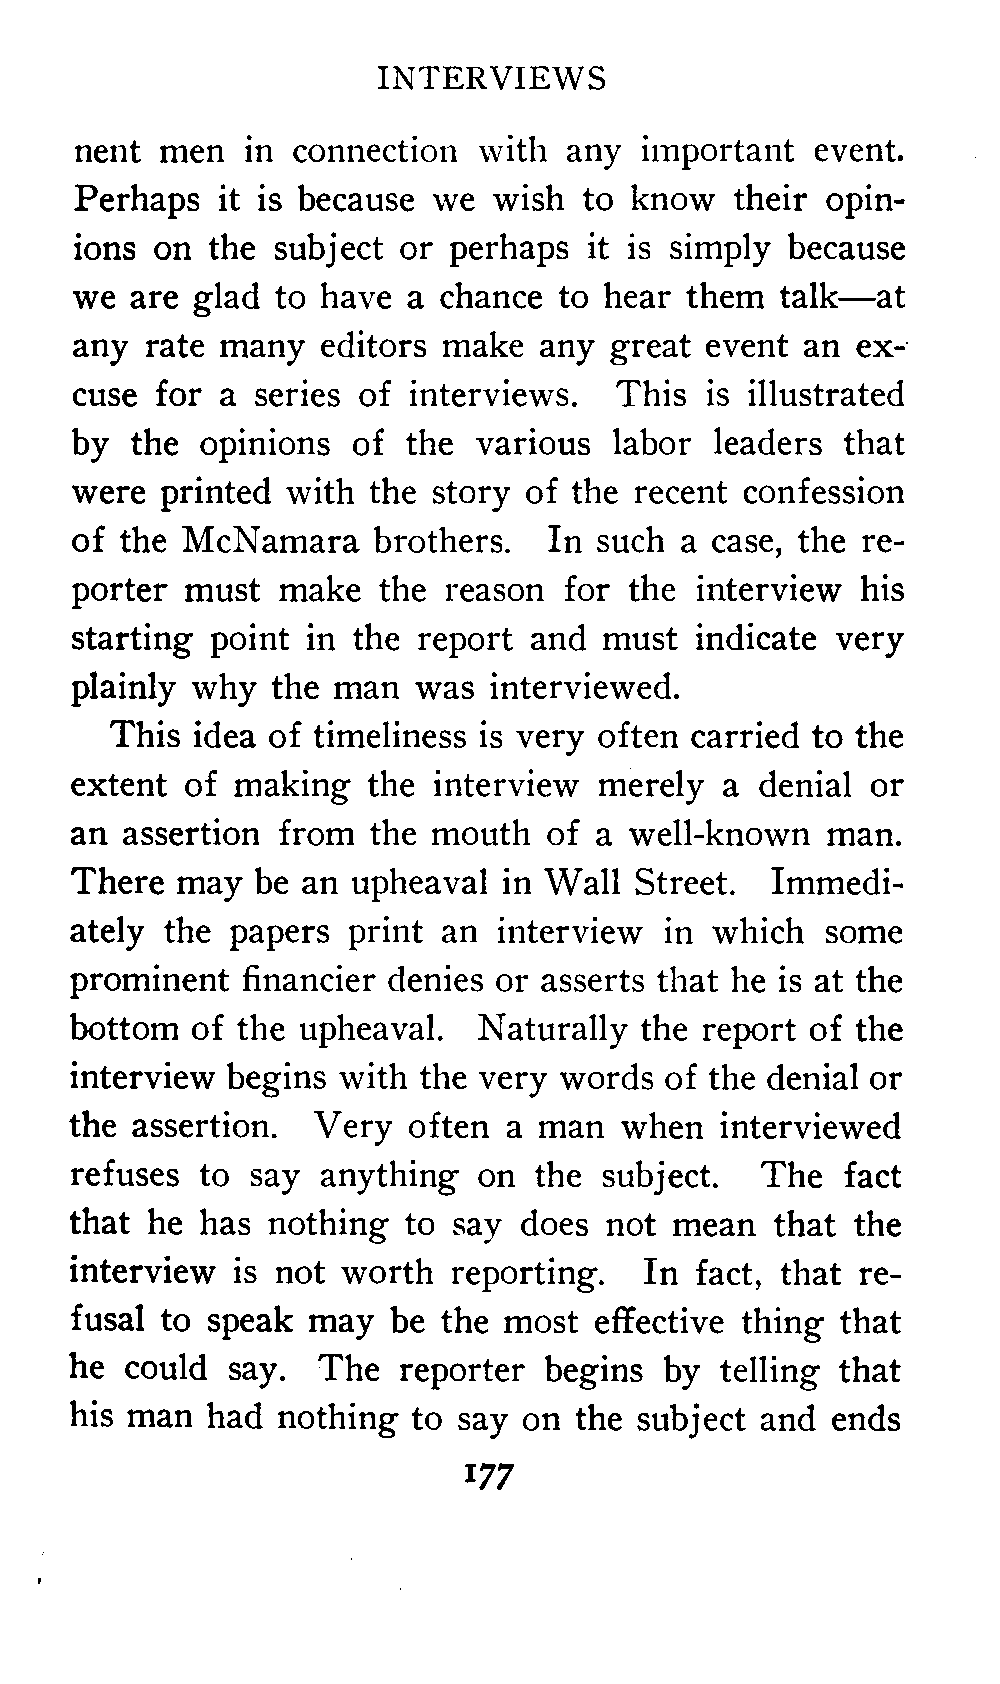 INTERVIEWS
nent men in connection with any important event.
Perhaps it is because we wish to know their opin-
ions on the subject or perhaps it is simply because
we are glad to have a chance to hear them talk—at
any rate many editors make any great event an ex-
cuse for a series of interviews. This is illustrated
by the opinions of the various labor leaders that
were printed with the story of the recent confession
of the McNamara brothers. In such a case, the re-
porter must make the reason for the interview his
starting point in the report and must indicate very
plainly why the man was interviewed.
This idea of timeliness is very often carried to the
extent of making the interview merely a denial or
an assertion from the mouth of a well-known man.
There may be an upheaval in Wall Street. Immedi-
ately the papers print an interview in which some
prominent financier denies or asserts that he is at the
bottom of the upheaval. Naturally the report of the
interview begins with the very words of the denial or
the assertion. Very often a man when interviewed
refuses to say anything on the subject. The fact
that he has nothing to say does not mean that the
interview is not worth reporting. In fact, that re-
fusal to speak may be the most effective thing that
he could say. The reporter begins by telling that
his man had nothing to say on the subject and ends
177